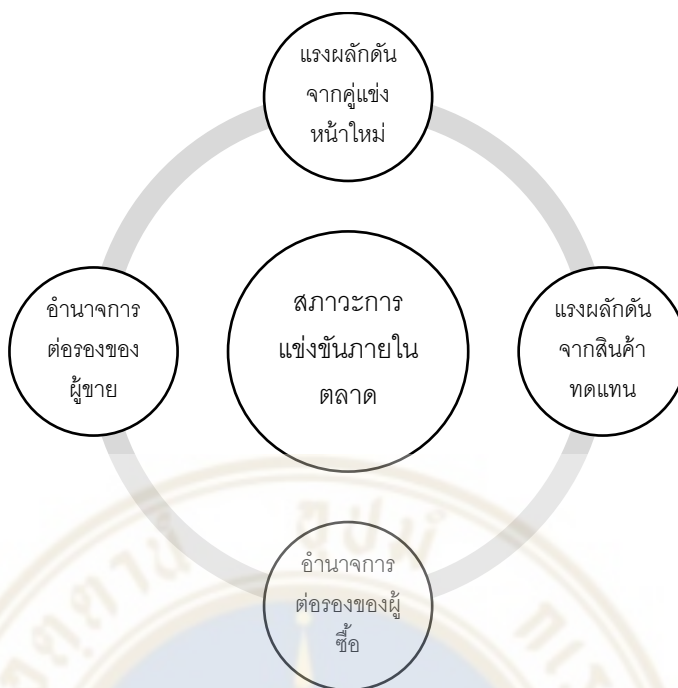 แรงผลักดัน
จากคู่แข่ง
หน้าใหม่
อำนาจการ
ต่อรองของ
ผู้ขาย
สภาวะการ
แข่งขันภายใน
ตลาด
แรงผลักดัน
จากสินค้า
ทดแทน
อำนาจการ
ต่อรองของผู้
ซื้อ